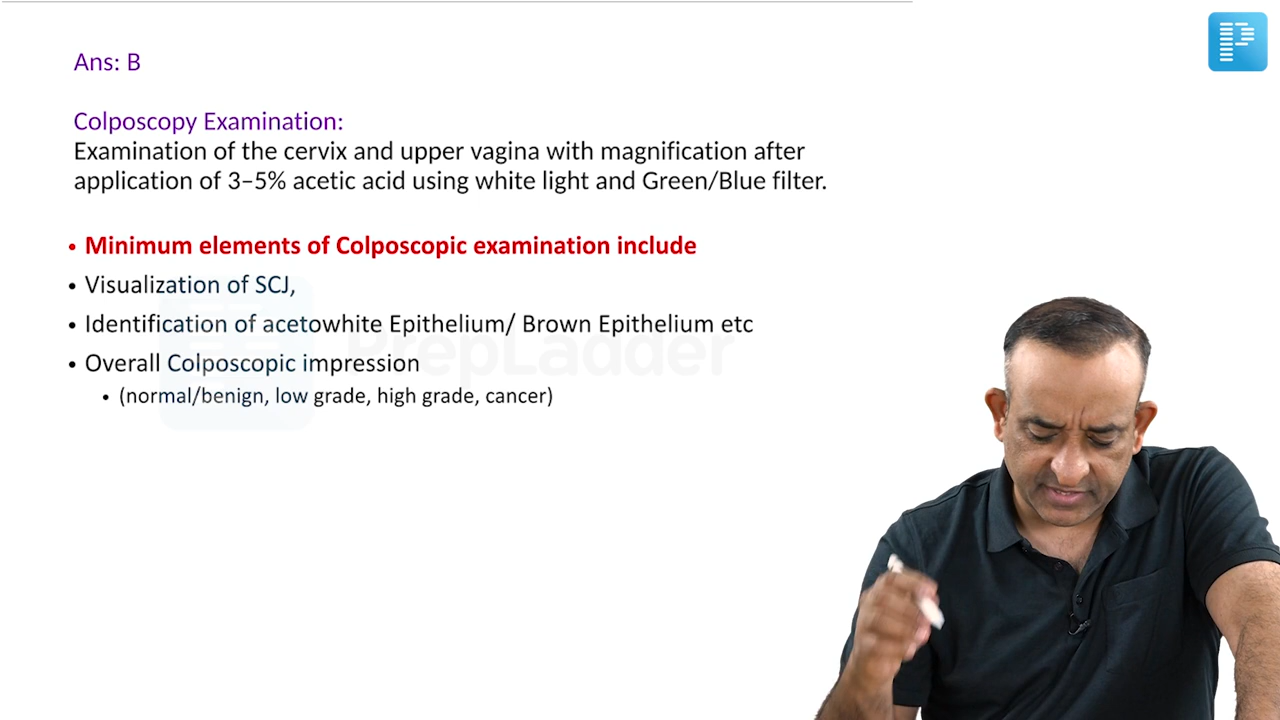 Ans: B
Colposcopy Examination:
Examination of the cervix and upper vagina with magnification after
application of 3–5% acetic acid using white light and Green/Blue filter.
• Minimum elements of Colposcopic examination include
• Visualization of SCJ,
• Identification of acetowhite Epithelium/ Brown Epithelium etc
PrepLadder
• Overall Colposcopic impression
• (normal/benign, low grade, high grade, cancer)